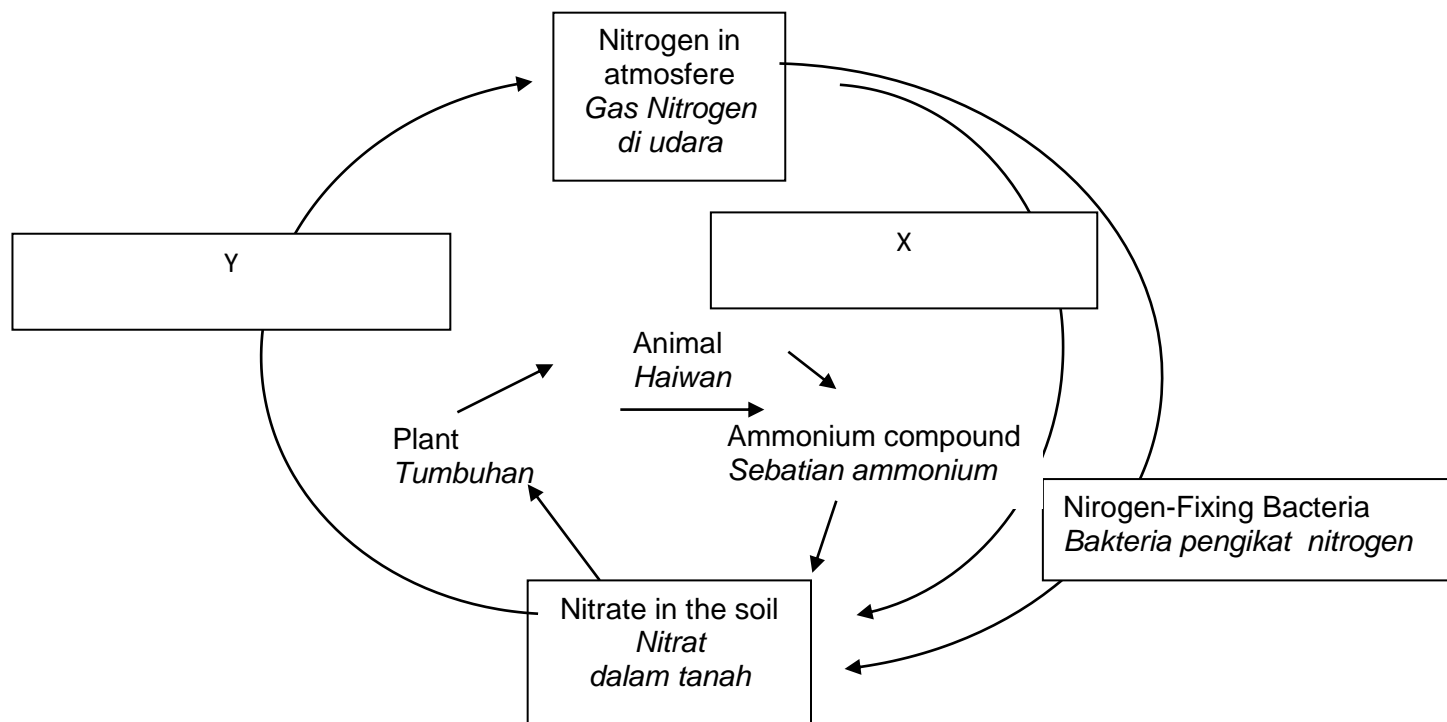 Nitrogen in
atmosfere
Gas Nitrogen
di udara
Y
X
Animal
Haiwan
Plant
Tumbuhan
Ammonium compound
Sebatian ammonium
Nirogen-Fixing Bacteria
Bakteria pengikat nitrogen
Nitrate in the soil
Nitrat
dalam tanah